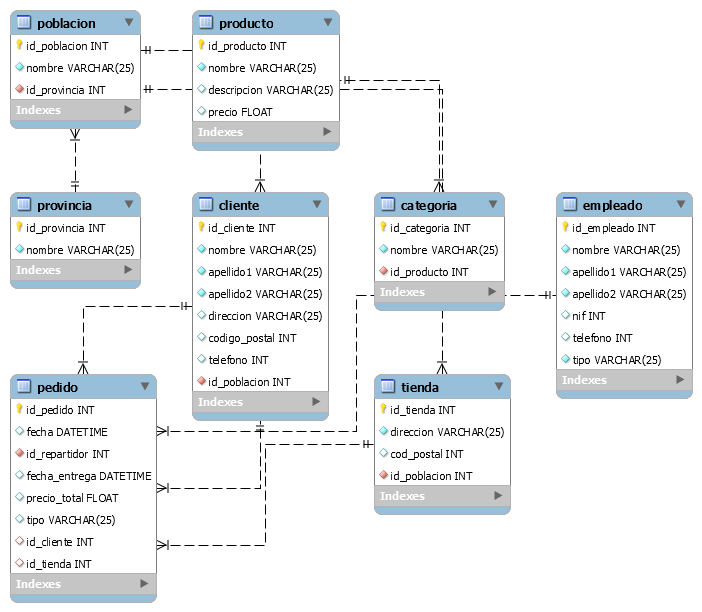 poblacion
id_poblacion INT
nombre VARCHAR(25)
id_provincia INT
Indexes
producto
id_producto INT
nombre VARCHAR(25)
descripcion VARCHAR(25)
precio FLOAT
Indexes
provincia
id_provincia INT
nombre VARCHAR(25)
Indexes
cliente
id_cliente INT
nombre VARCHAR(25)
apellido1 VARCHAR(25)
apellido2 VARCHAR(25)
direccion VARCHAR(25)
codigo_postal INT
telefono INT
id_poblacion INT
Indexes
categoria
id_categoria INT
nombre VARCHAR(25)
id_producto INT
Indexes
empleado
id_empleado INT
nombre VARCHAR(25)
apellido1 VARCHAR(25)
apellido2 VARCHAR(25)
nif INT
telefono INT
tipo VARCHAR(25)
Indexes
pedido
id_pedido INT
fecha DATETIME
id_repartidor INT
fecha_entrega DATETIME
precio_total FLOAT
tipo VARCHAR(25)
id_cliente INT
id_tienda INT
Indexes
tienda
id_tienda INT
direccion VARCHAR(25)
cod_postal INT
id_poblacion INT
Indexes